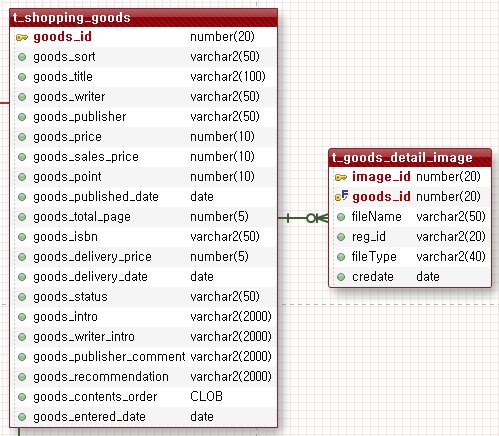 t_shopping_goods
goods_id number(20)
goods_sort varchar2(50)
goods_title varchar2(100)
goods_writer varchar2(50)
goods_publisher varchar2(50)
goods_price number(10)
goods_sales_price number(10)
goods_point number(10)
goods_published_date date
goods_total_page number(5)
goods_isbn varchar2(50)
goods_delivery_price number(5)
goods_delivery_date date
goods_status varchar2(50)
goods_intro varchar2(2000)
goods_writer_intro varchar2(2000)
goods_publisher_comment varchar2(2000)
goods_recommendation varchar2(2000)
goods_contents_order CLOB
goods_entered_date date
t_goods_detail_image
image_id number(20)
goods_id number(20)
fileName varchar2(50)
reg_id varchar2(20)
fileType varchar2(40)
credate date